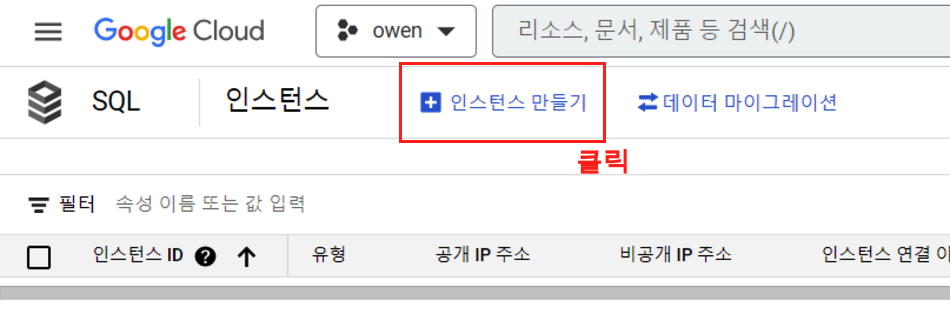 Google Cloud owen 리소스, 문서, 제품 등 검색(/)
SQL 인스턴스 인스턴스 만들기 데이터 마이그레이션
클릭
필터 속성 이름 또는 값 입력
인스턴스 ID 유형 공개 IP 주소 비공개 IP 주소 인스턴스 연결